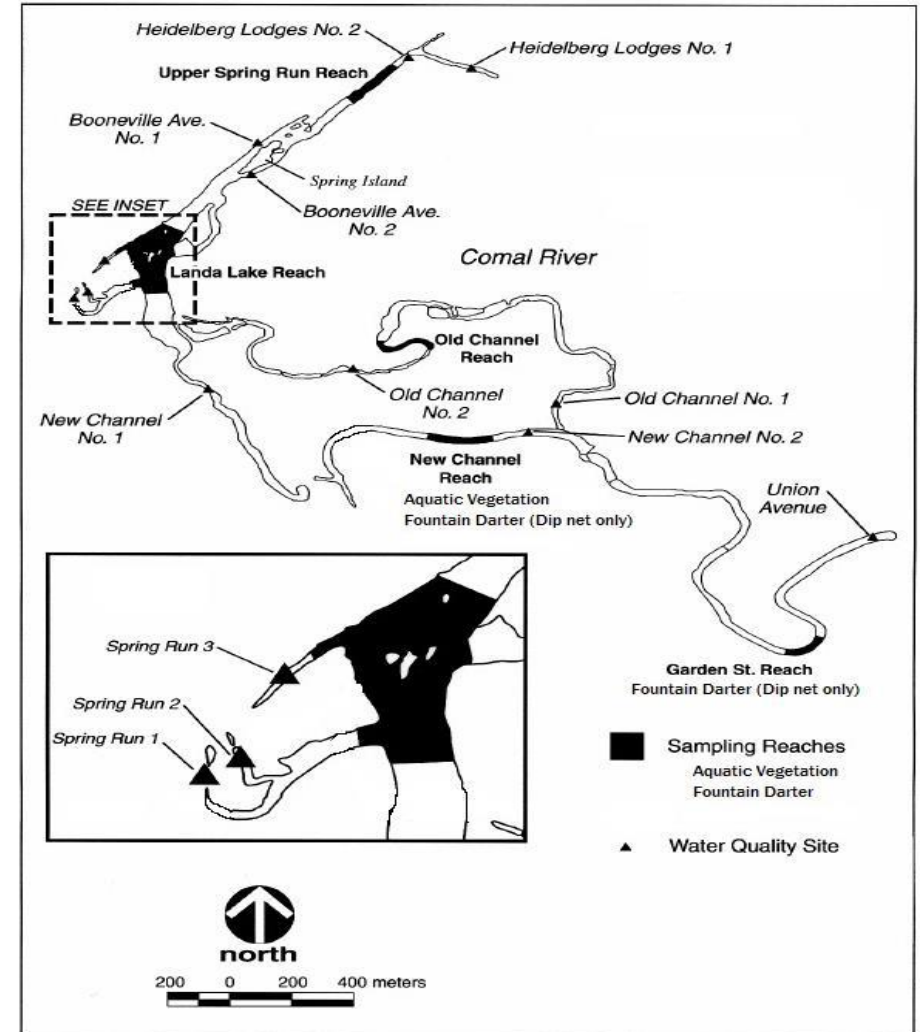 Heidelberg Lodges No. 2
Heidelberg Lodges No. 1
Upper Spring Run Reach
Booneville Ave.
No. 1
Spring Island
SEE INSET
Booneville Ave.
No. 2
Comal River
Landa Lake Reach
Old Channel
Reach
Old Channel
No. 2
Old Channel No. 1
New Channel
No. 1
New Channel No. 2
New Channel
Reach
Aquatic Vegetation
Fountain Darter (Dip net only)
Union
Avenue
Spring Run 3
Spring Run 2
Spring Run 1
Garden St. Reach
Fountain Darter (Dip net only)
Sampling Reaches
Aquatic Vegetation
Fountain Darter
Water Quality Site
north
200 0 200 400 meters